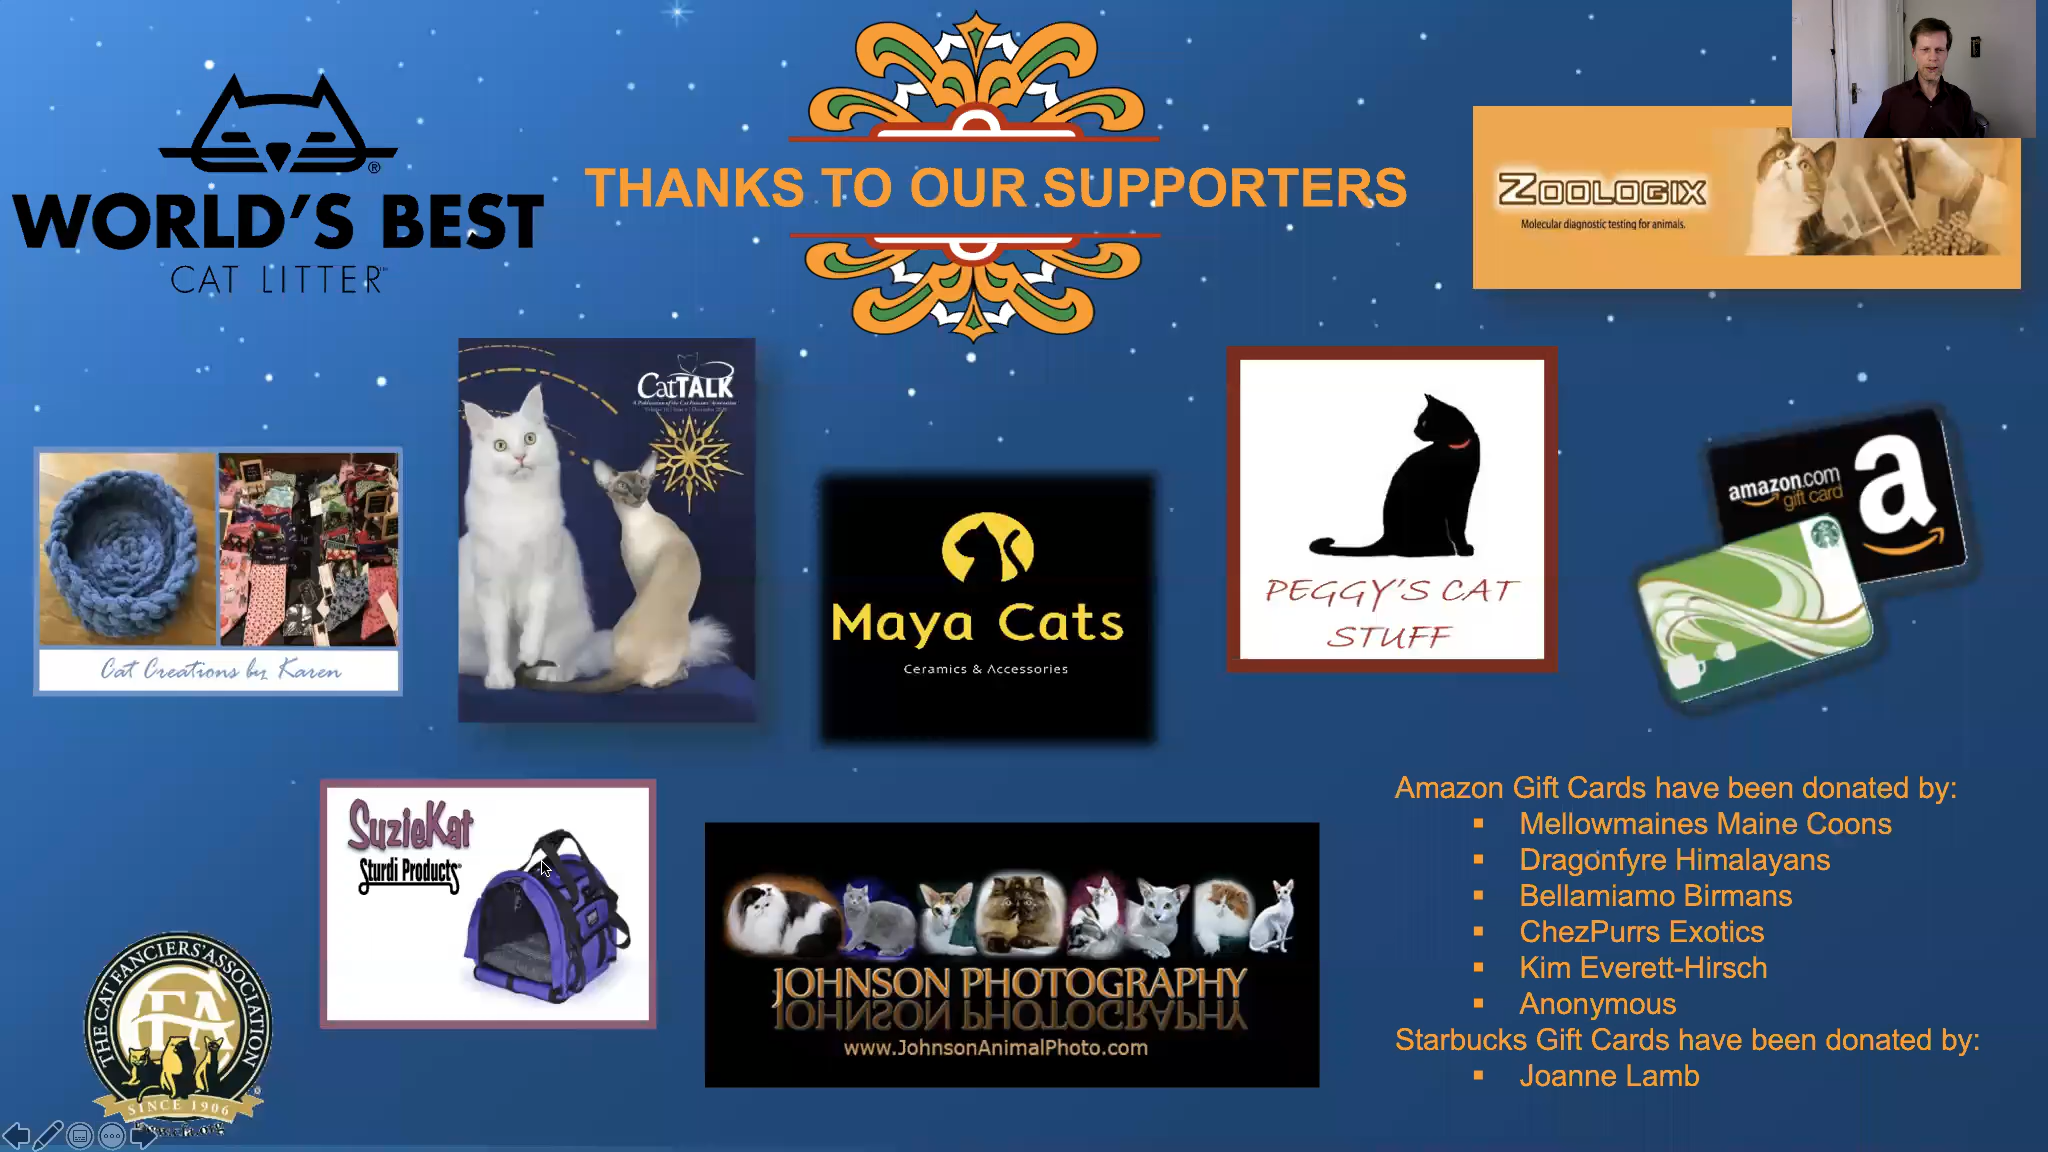 WORLD'S BEST
CAT LITTER™
®
THANKS TO OUR SUPPORTERS
ZOOLOGIX
Molecular diagnostic testing for animals.
CatTALK
Cat Creations by Karen
Maya Cats
Ceramics & Accessories
PEGGY'S CAT
STUFF
amazon.com
gift card
a
SuzieKat
Sturdi Products®
JOHNSON PHOTOGRAPHY
www.JohnsonAnimalPhoto.com
Amazon Gift Cards have been donated by:
▪ Mellowmaines Maine Coons
▪ Dragonfyre Himalayans
▪ Bellamiamo Birmans
▪ ChezPurrs Exotics
▪ Kim Everett-Hirsch
▪ Anonymous
Starbucks Gift Cards have been donated by:
▪ Joanne Lamb
THE CAT FANCIERS' ASSOCIATION
CFA
SINCE 1906